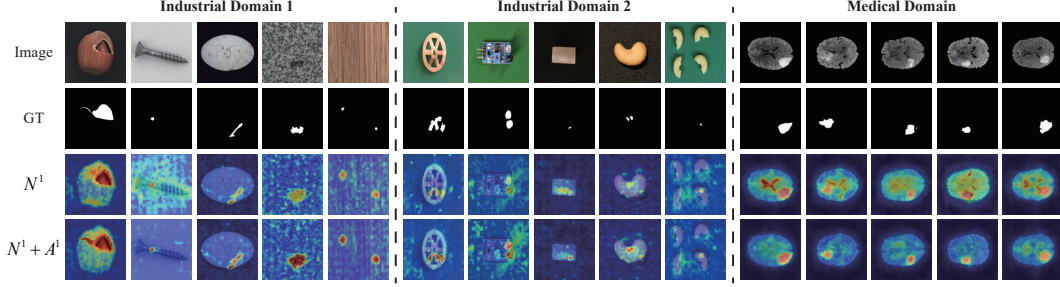 Industrial Domain 1 Industrial Domain 2 Medical Domain
Image
GT
N¹
N¹ + A¹